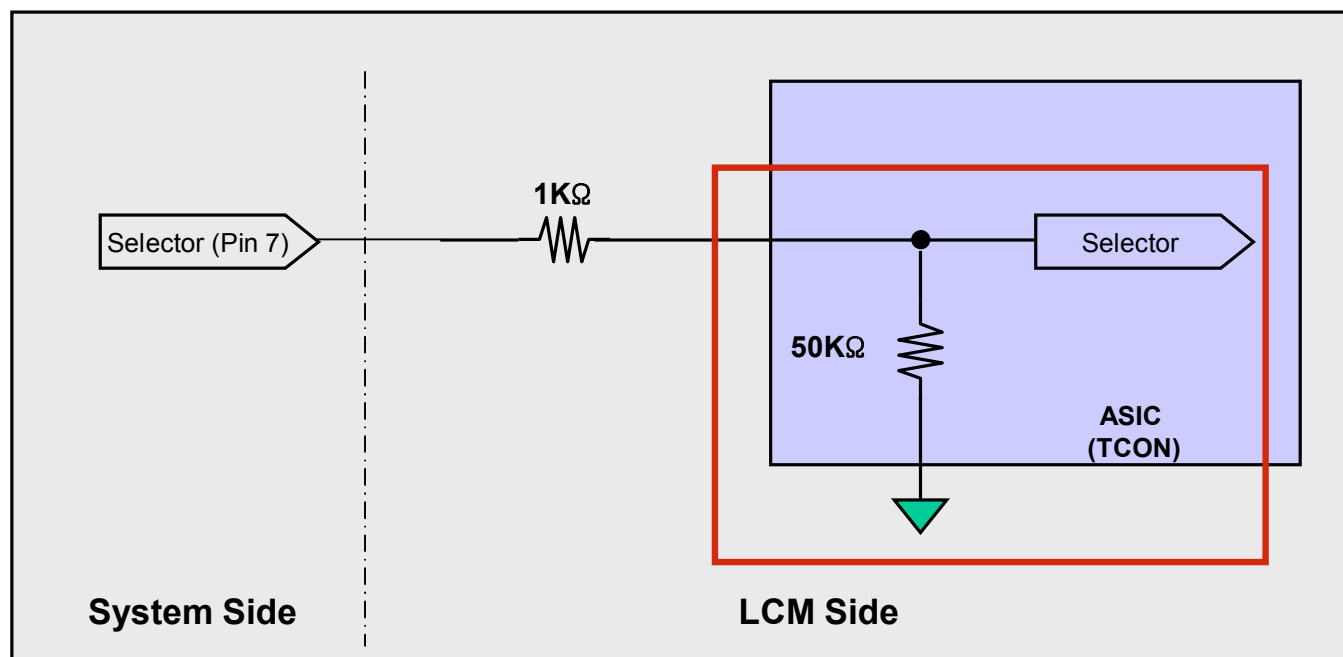 1KΩ
Selector (Pin 7)
Selector
50KΩ
ASIC
(TCON)
System Side
LCM Side